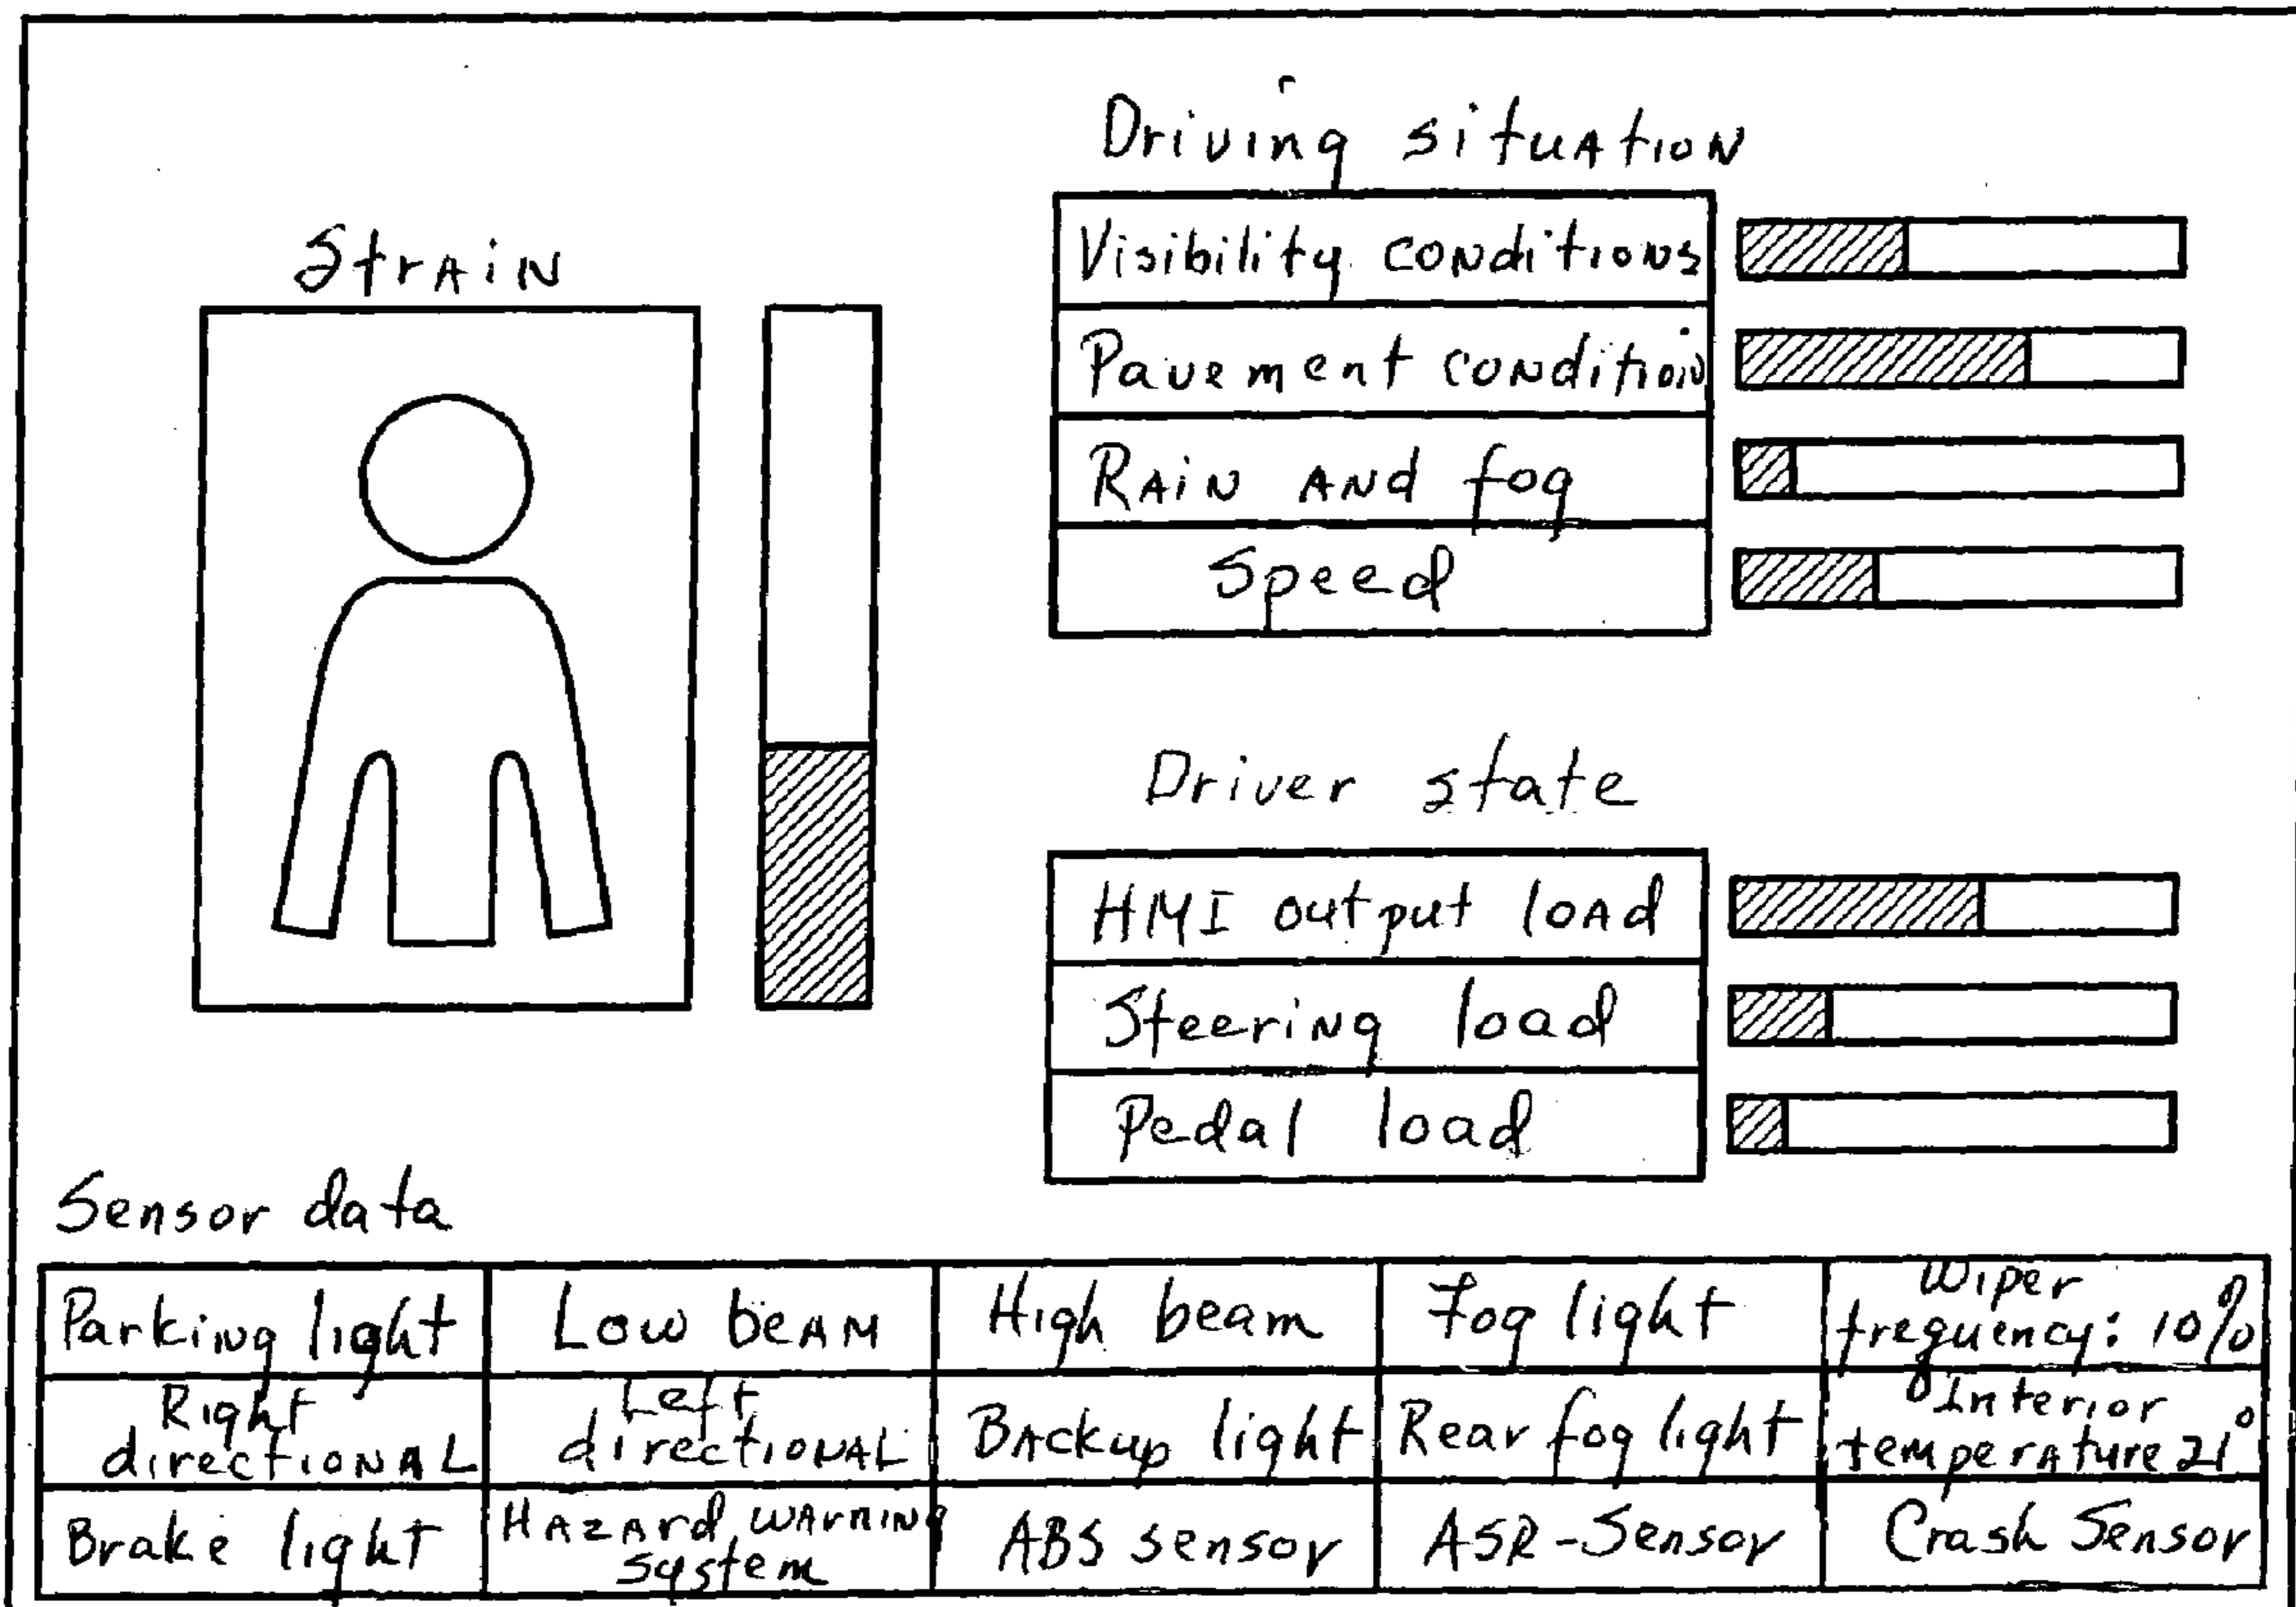 Strain
Driving situation
Visibility conditions
Pavement condition
Rain and fog
Speed
Driver state
HMI output load
Steering load
Pedal load
Sensor data
Parking light
Low beam
High beam
Fog light
Wiper
frequency: 10%
Right
directional
Left
directional
Backup light
Rear fog light
Interior
temperature 21°
Brake light
Hazard warning
system
ABS sensor
ASR-Sensor
Crash Sensor